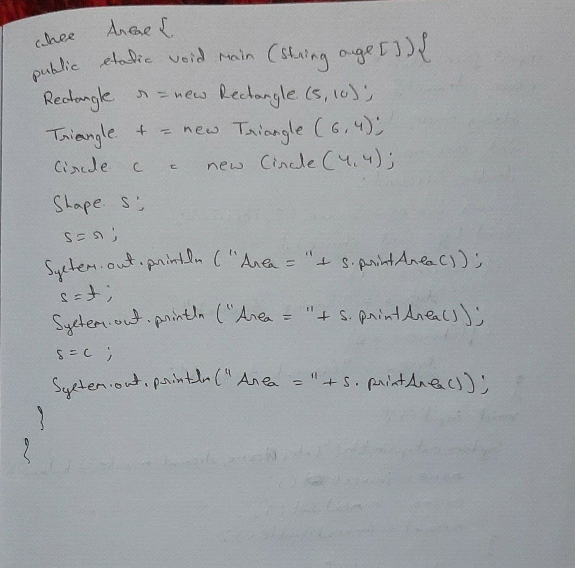 class Areas {
public static void main (String args []) {
Rectangle r = new Rectangle (5, 10);
Triangle t = new Triangle (6, 4);
Circle c = new Circle (4, 4);
Shape s;
s = r;
System.out.println ("Area = " + s.printArea());
s = t;
System.out.println ("Area = " + s.printArea());
s = c ;
System.out.println (" Area = " + s. printArea());
}
{